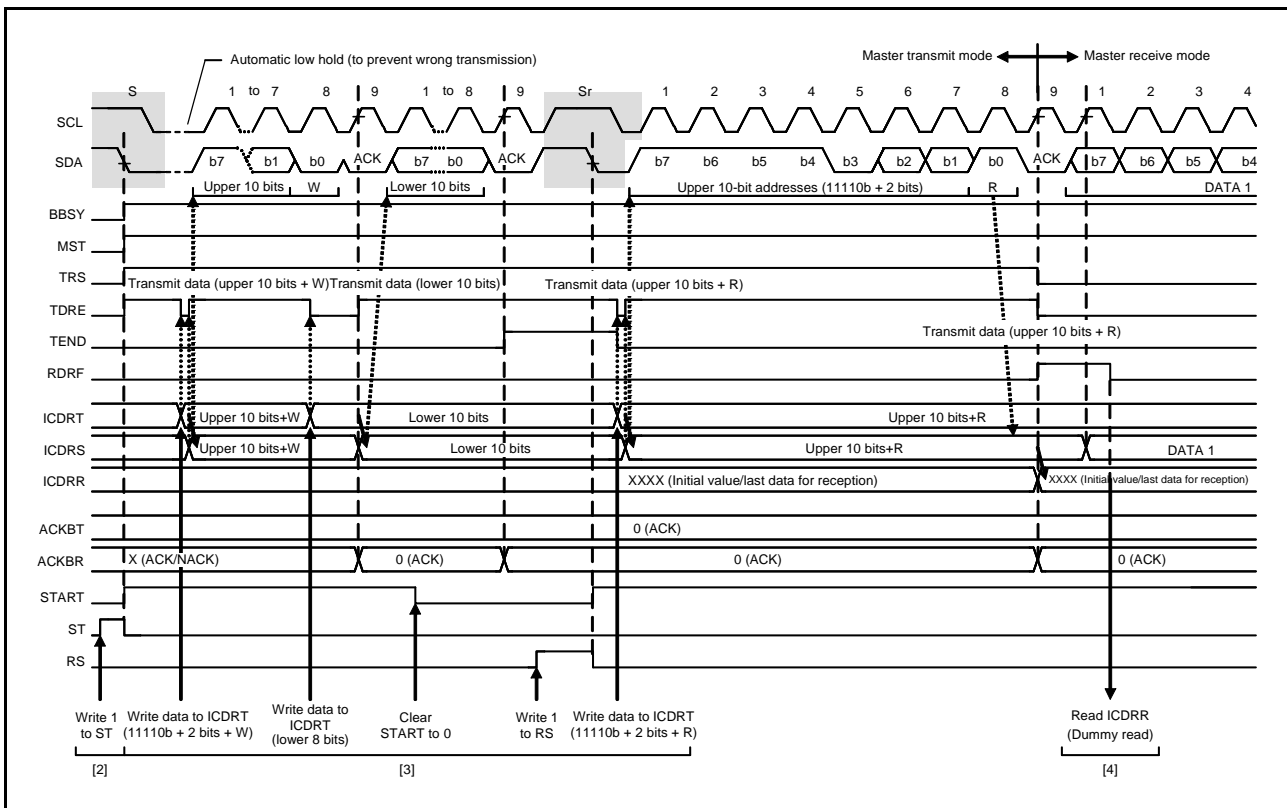 Master transmit mode Master receive mode
Automatic low hold (to prevent wrong transmission)
S 1 to 7 8 9 1 to 8 9 Sr 1 2 3 4 5 6 7 8 9 1 2 3 4
SCL
SDA b7 b1 b0 ACK b7 b0 ACK b7 b6 b5 b4 b3 b2 b1 b0 ACK b7 b6 b5 b4
Upper 10 bits W Lower 10 bits Upper 10-bit addresses (11110b + 2 bits) R DATA 1
BBSY
MST
TRS
Transmit data (upper 10 bits + W) Transmit data (lower 10 bits) Transmit data (upper 10 bits + R)
TDRE
Transmit data (upper 10 bits + R)
TEND
RDRF
ICDRT Upper 10 bits+W Lower 10 bits Upper 10 bits+R
ICDRS Upper 10 bits+W Lower 10 bits Upper 10 bits+R DATA 1
ICDRR XXXX (Initial value/last data for reception) XXXX (Initial value/last data for reception)
ACKBT 0 (ACK)
ACKBR X (ACK/NACK) 0 (ACK) 0 (ACK) 0 (ACK)
START
ST
RS
Write 1
to ST
Write data to ICDRT
(11110b + 2 bits + W)
Write data to
ICDRT
(lower 8 bits)
Clear
START to 0
Write 1
to RS
Write data to ICDRT
(11110b + 2 bits + R)
Read ICDRR
(Dummy read)
[2] [3] [4]